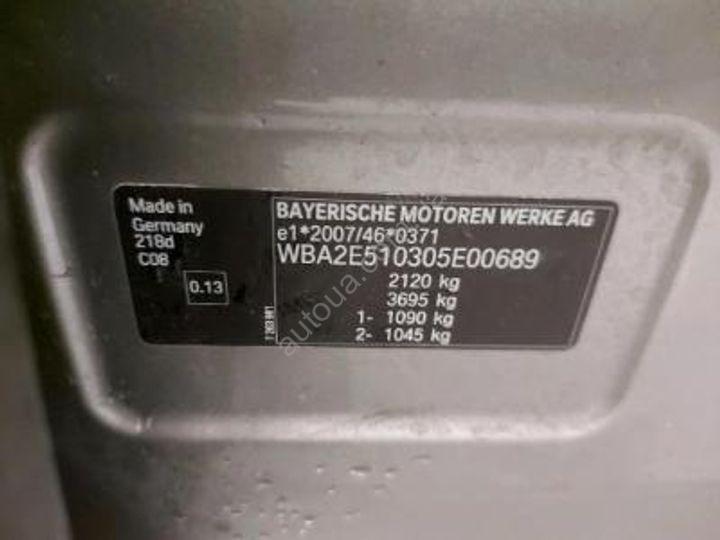 Made in
Germany
218d
C08
0.13
BAYERISCHE MOTOREN WERKE AG
e1*2007/46*0371
WBA2E510305E00689
2120 kg
3695 kg
1- 1090 kg
2- 1045 kg